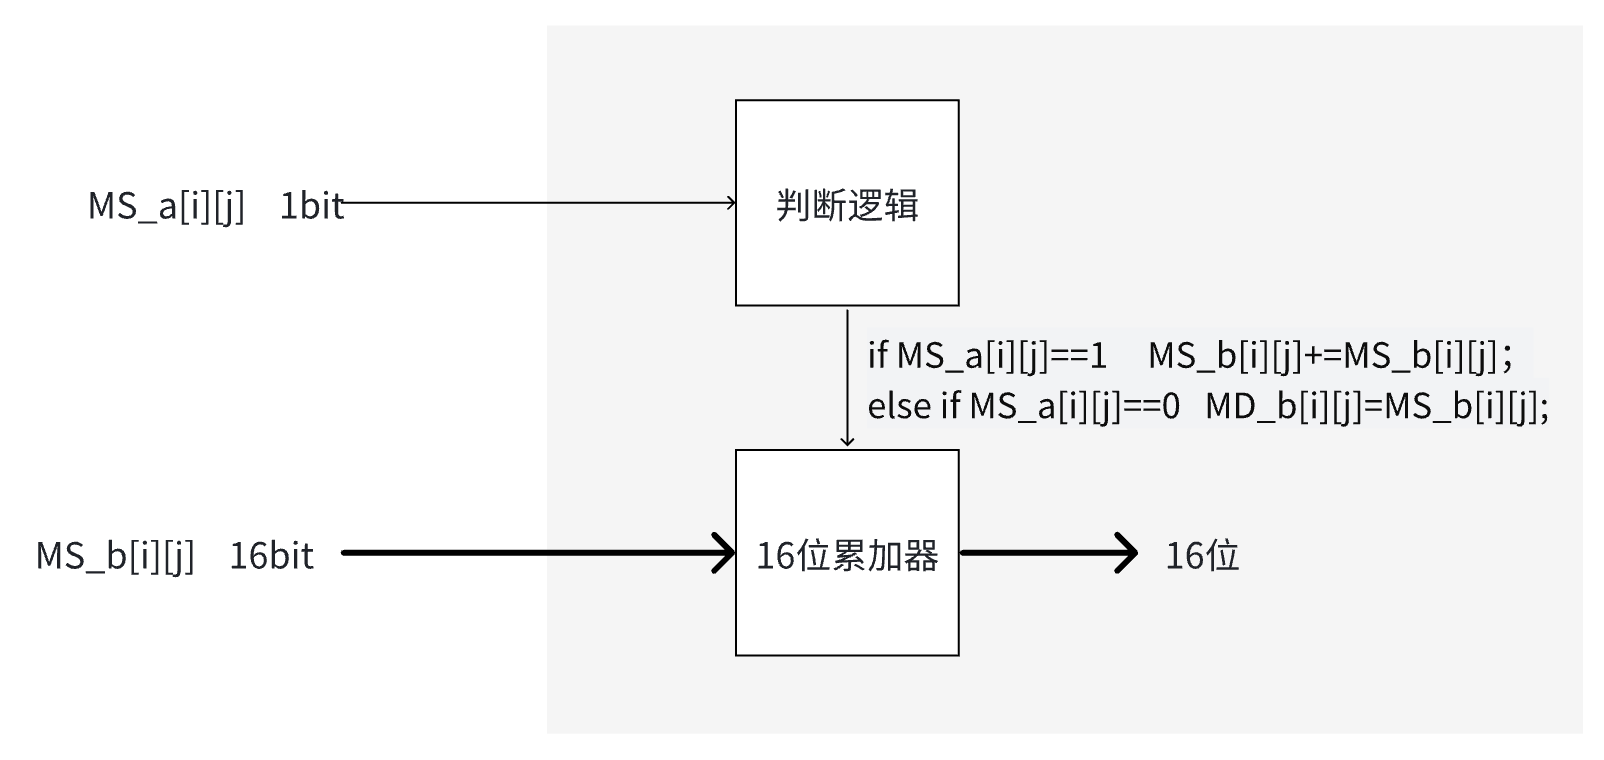 MS_a[i][j] 1bit
判断逻辑
if MS_a[i][j]==1 MS_b[i][j]+=MS_b[i][j]；
else if MS_a[i][j]==0 MD_b[i][j]=MS_b[i][j];
MS_b[i][j] 16bit
16位累加器
16位